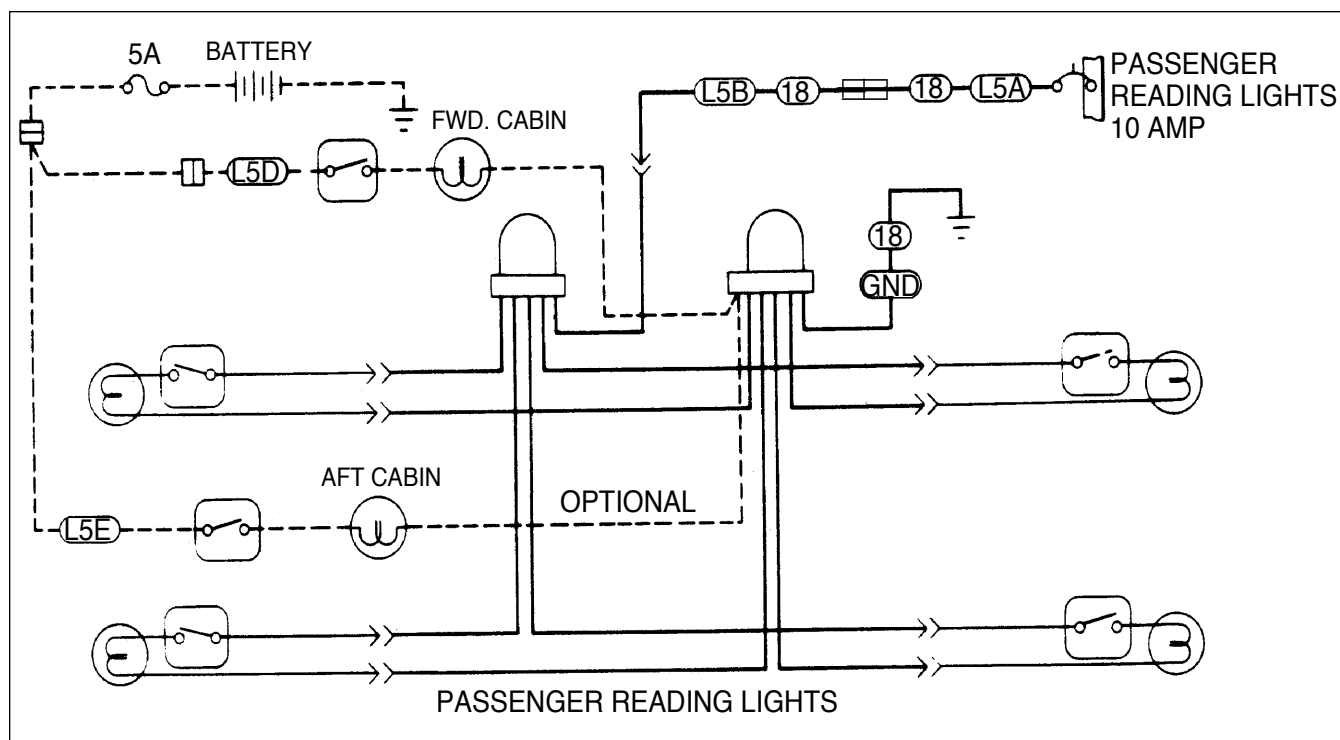 5A
BATTERY
PASSENGER
READING LIGHTS
10 AMP
L5B
18
18
L5A
FWD. CABIN
L5D
18
GND
AFT CABIN
OPTIONAL
L5E
PASSENGER READING LIGHTS